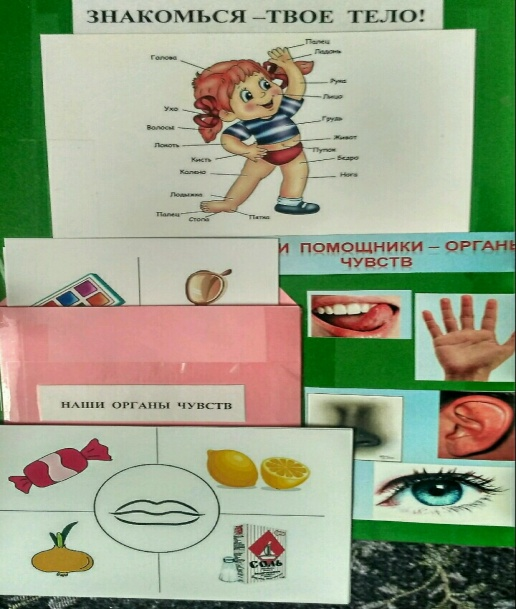 ЗНАКОМЬСЯ –ТВОЕ ТЕЛО!
Палец
Ладонь
Голова
Рука
Лицо
Ухо
Грудь
Волосы
Живот
Локоть
Пупок
Кисть
Бедро
Колено
Нога
Лодыжка
Палец
Стопа
Пятка
И ПОМОЩНИКИ – ОРГАНЫ
ЧУВСТВ
НАШИ ОРГАНЫ ЧУВСТВ
СОЛЬ